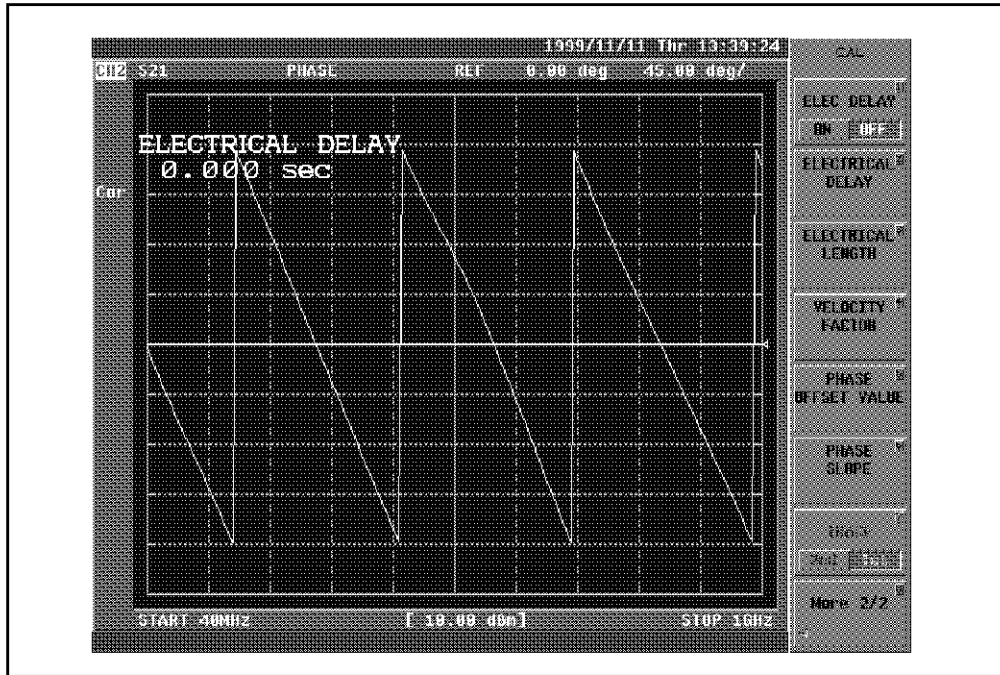 1999/11/11 Thr 13:39:24
CH2 S21 PHASE REF 0.00 deg 45.00 deg/
ELECTRICAL DELAY
0.000 sec
Cor
START 40MHz [ 10.00 dBm] STOP 1GHz
CAL
ELEC DELAY
ON OFF
ELECTRICAL DELAY
ELECTRICAL LENGTH
VELOCITY FACTOR
PHASE OFFSET VALUE
PHASE SLOPE
More 2/2